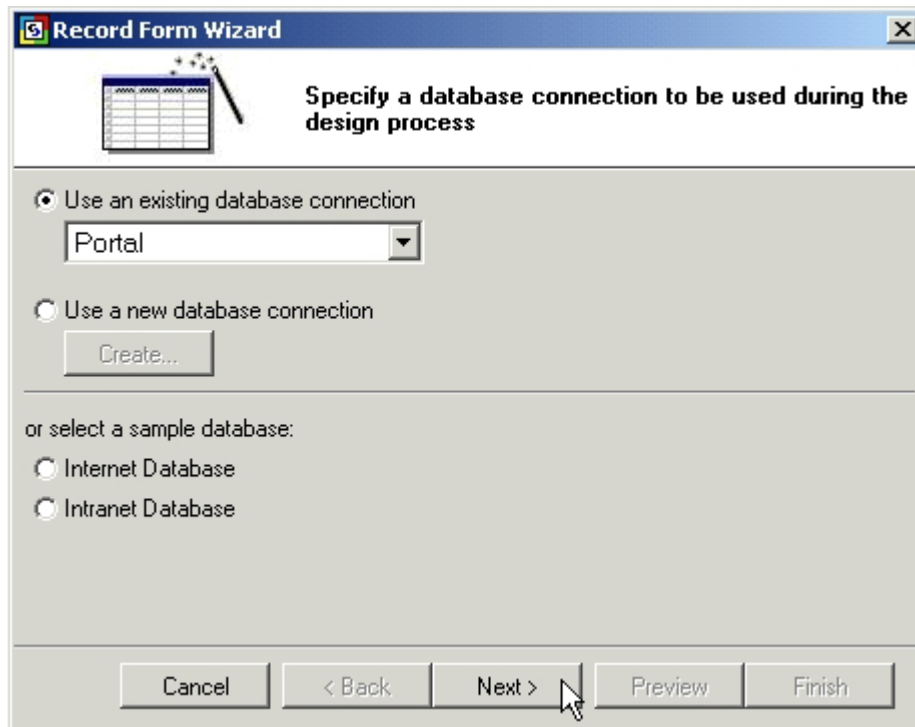 Record Form Wizard
Specify a database connection to be used during the
design process
Use an existing database connection
Portal
Use a new database connection
Create...
or select a sample database:
Internet Database
Intranet Database
Cancel
< Back
Next >
Preview
Finish